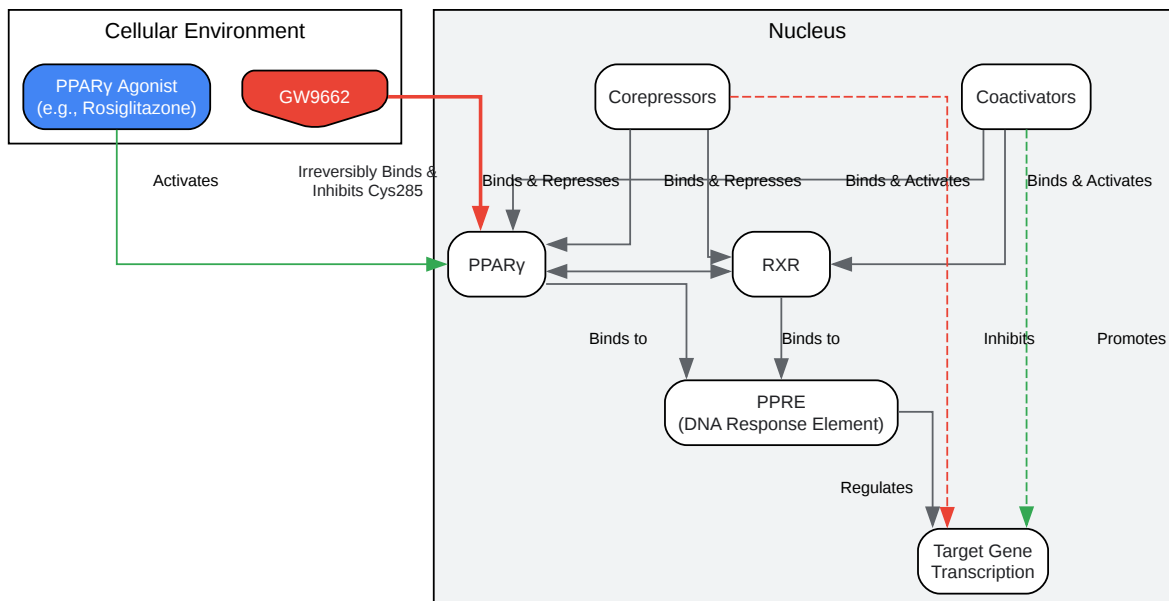 Cellular Environment
Nucleus
PPARγ Agonist
(e.g., Rosiglitazone)
GW9662
Corepressors
Coactivators
Activates
Irreversibly Binds &
Inhibits Cys285
Binds & Represses
Binds & Represses
Binds & Activates
Binds & Activates
PPARγ
RXR
Binds to
Binds to
Inhibits
Promotes
PPRE
(DNA Response Element)
Regulates
Target Gene
Transcription